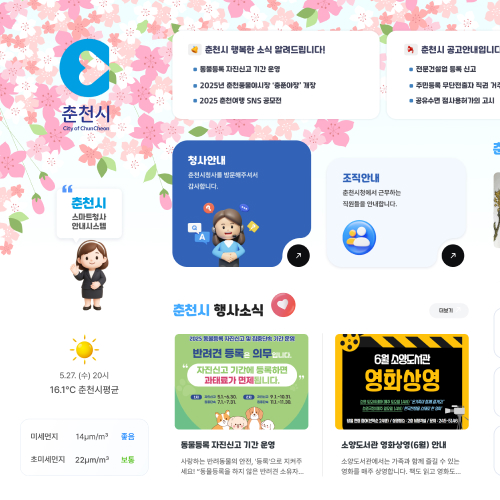 춘천시
City of ChunCheon
“
춘천시
스마트청사
안내시스템
5.27. (수) 20시
16.1°C 춘천시평균
미세먼지 14µm/m³ 좋음
초미세먼지 22µm/m³ 보통
춘천시 행복한 소식 알려드립니다!
동물등록 자진신고 기간 운영
2025년 춘천풍물야시장 '춘풍야장' 개장
2025 춘천여행 SNS 공모전
춘천시 공고안내입니다
전문건설업 등록 신고
주민등록 무단전출자 직권 거주
공유수면 점사용허가의 고시
청사안내
춘천시청사를 방문해주셔서
감사합니다.
Q
A
조직안내
춘천시청에서 근무하는
직원들을 안내합니다.
춘천시 행사소식
더보기
2025 동물등록 자진신고 및 집중단속 기간 운영
반려견 등록은 의무입니다.
자진신고 기간에 등록하면
과태료가 면제됩니다.
동물등록 자진신고 기간 운영
사랑하는 반려동물의 안전, '등록'으로 지켜주
세요! **동물등록을 하지 않은 반려견 소유자...
6월 소양도서관
영화상영
소양도서관 영화상영(6월) 안내
소양도서관에서는 가족과 함께 즐길 수 있는
영화를 매주 상영합니다. 책도 읽고 영화도...